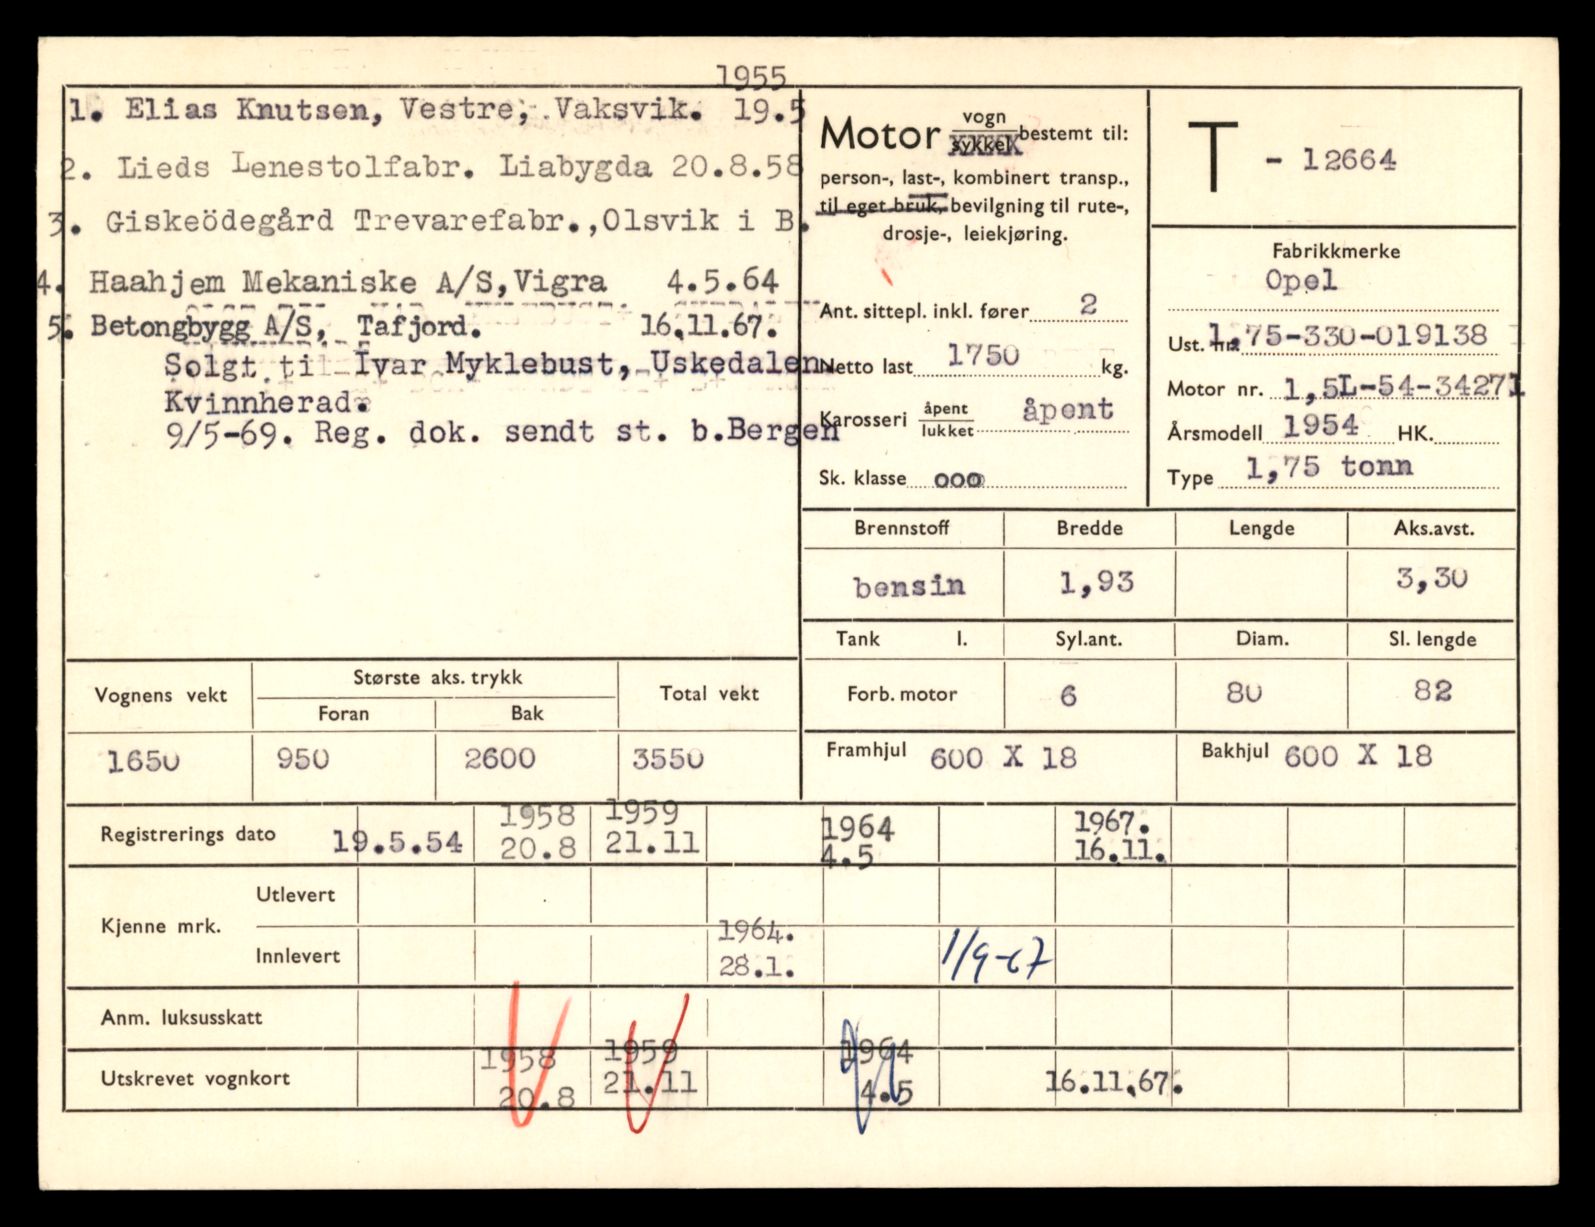 1955
1. Elias Knutsen, Vestre, Vaksvik. 19.5
2. Lieds Lenestolfabr. Liabygda 20.8.58
3. Giskeödegård Trevarefabr.,Olsvik i B.
4. Haahjem Mekaniske A/S,Vigra 4.5.64
5. Betongbygg A/S, Tafjord. 16.11.67.
Solgt til Ivar Myklebust, Uskedalen
Kvinnherad.
9/5-69. Reg. dok. sendt st. b.Bergen
Motor vogn sykkel bestemt til:
person-, last-, kombinert transp.,
til eget bruk, bevilgning til rute-,
drosje-, leiekjøring.
Ant. sittepl. inkl. fører 2
Netto last 1750 kg.
Karosseri åpent lukket åpent
Sk. klasse ooo
T - 12664
Fabrikkmerke
Opel
Ust. nr. 1,75-330-019138
Motor nr. 1,5L-54-34271
Årsmodell 1954 HK.
Type 1,75 tonn
Brennstoff Bredde Lengde Aks.avst.
bensin 1,93 3,30
Tank l. Syl.ant. Diam. Sl. lengde
Forb. motor 6 80 82
Framhjul 600 X 18 Bakhjul 600 X 18
Vognens vekt Største aks. trykk Total vekt
Foran Bak
1650 950 2600 3550
1958 1959 1964 1967.
Registrerings dato 19.5.54 20.8 21.11 4.5 16.11.
Kjenne mrk.
Utlevert
1964.
Innlevert 28.1. 1/9-67
Anm. luksusskatt
1958 1959 1964
Utskrevet vognkort 20.8 21.11 4.5 16.11.67.